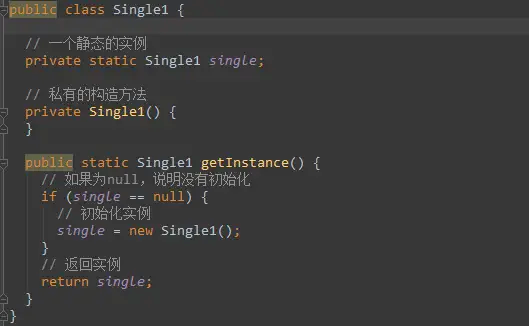 public class Single1 {
// 一个静态的实例
private static Single1 single;
// 私有的构造方法
private Single1() {
}
public static Single1 getInstance() {
// 如果为null，说明没有初始化
if (single == null) {
// 初始化实例
single = new Single1();
}
// 返回实例
return single;
}
}